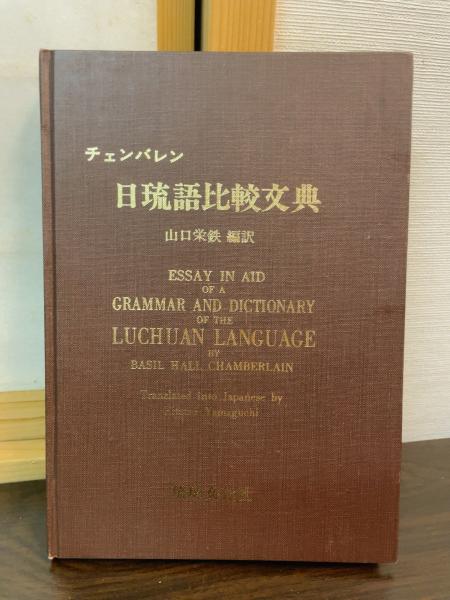 チェンバレン
日琉語比較文典
山口栄鉄 編訳
ESSAY IN AID
OF A
GRAMMAR AND DICTIONARY
OF THE
LUCHUAN LANGUAGE
BY
BASIL HALL CHAMBERLAIN
Translated into Japanese by
Yamaguchi